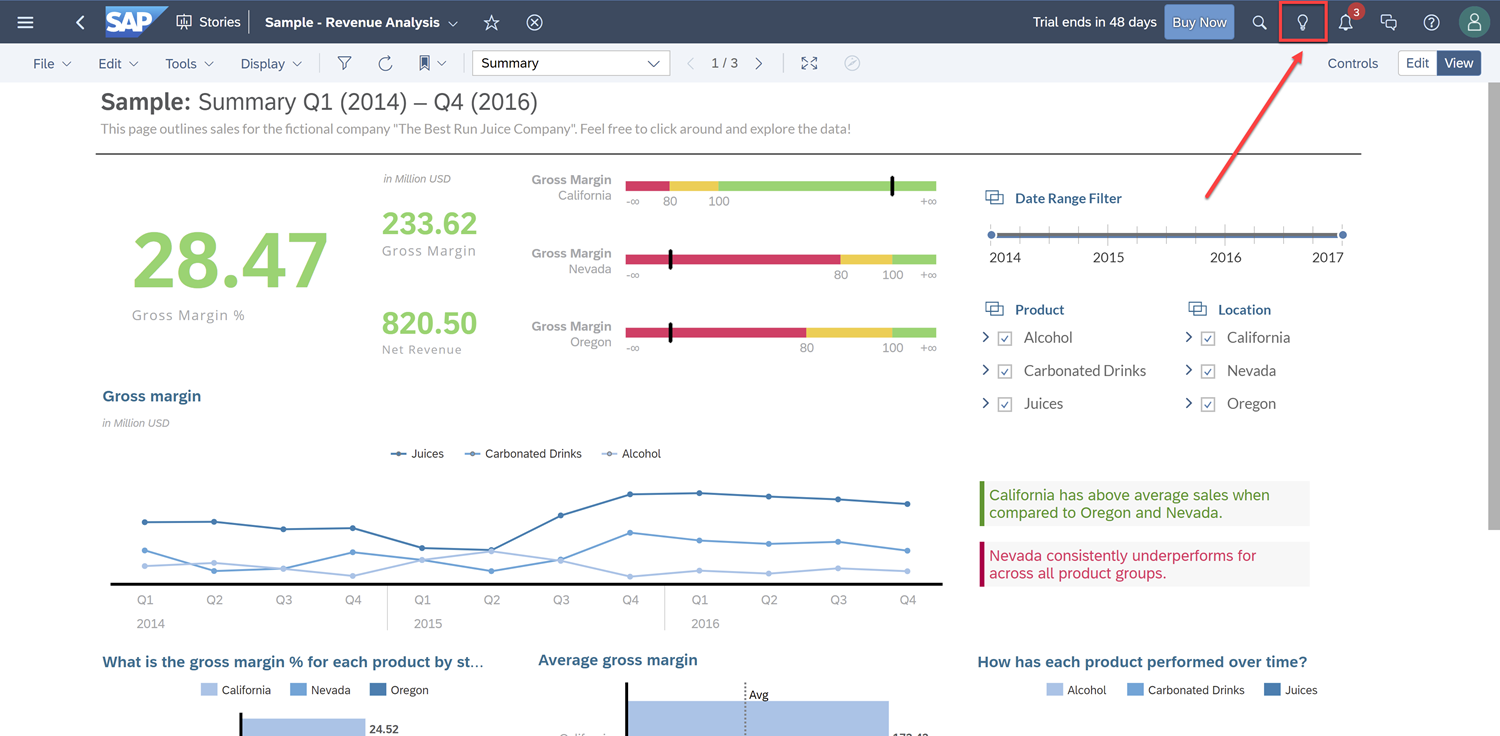 SAP Stories Sample - Revenue Analysis Trial ends in 48 days Buy Now 3
File Edit Tools Display Summary 1 / 3 Controls Edit View
Sample: Summary Q1 (2014) – Q4 (2016)
This page outlines sales for the fictional company "The Best Run Juice Company". Feel free to click around and explore the data!
28.47
Gross Margin %
in Million USD
233.62
Gross Margin
820.50
Net Revenue
Gross Margin
California
-∞ 80 100 +∞
Gross Margin
Nevada
-∞ 80 100 +∞
Gross Margin
Oregon
-∞ 80 100 +∞
Date Range Filter
2014 2015 2016 2017
Product
Alcohol
Carbonated Drinks
Juices
Location
California
Nevada
Oregon
Gross margin
in Million USD
Juices Carbonated Drinks Alcohol
Q1 Q2 Q3 Q4 Q1 Q2 Q3 Q4 Q1 Q2 Q3 Q4
2014 2015 2016
California has above average sales when
compared to Oregon and Nevada.
Nevada consistently underperforms for
across all product groups.
What is the gross margin % for each product by st...
California Nevada Oregon
24.52
Average gross margin
Avg
How has each product performed over time?
Alcohol Carbonated Drinks Juices